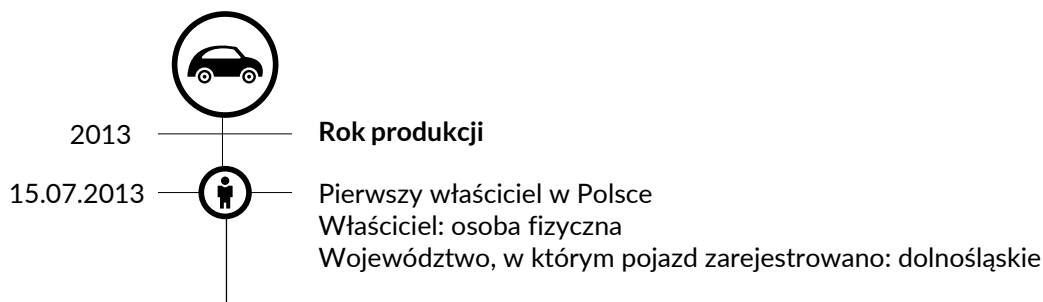 2013 Rok produkcji
15.07.2013 Pierwszy właściciel w Polsce
Właściciel: osoba fizyczna
Województwo, w którym pojazd zarejestrowano: dolnośląskie